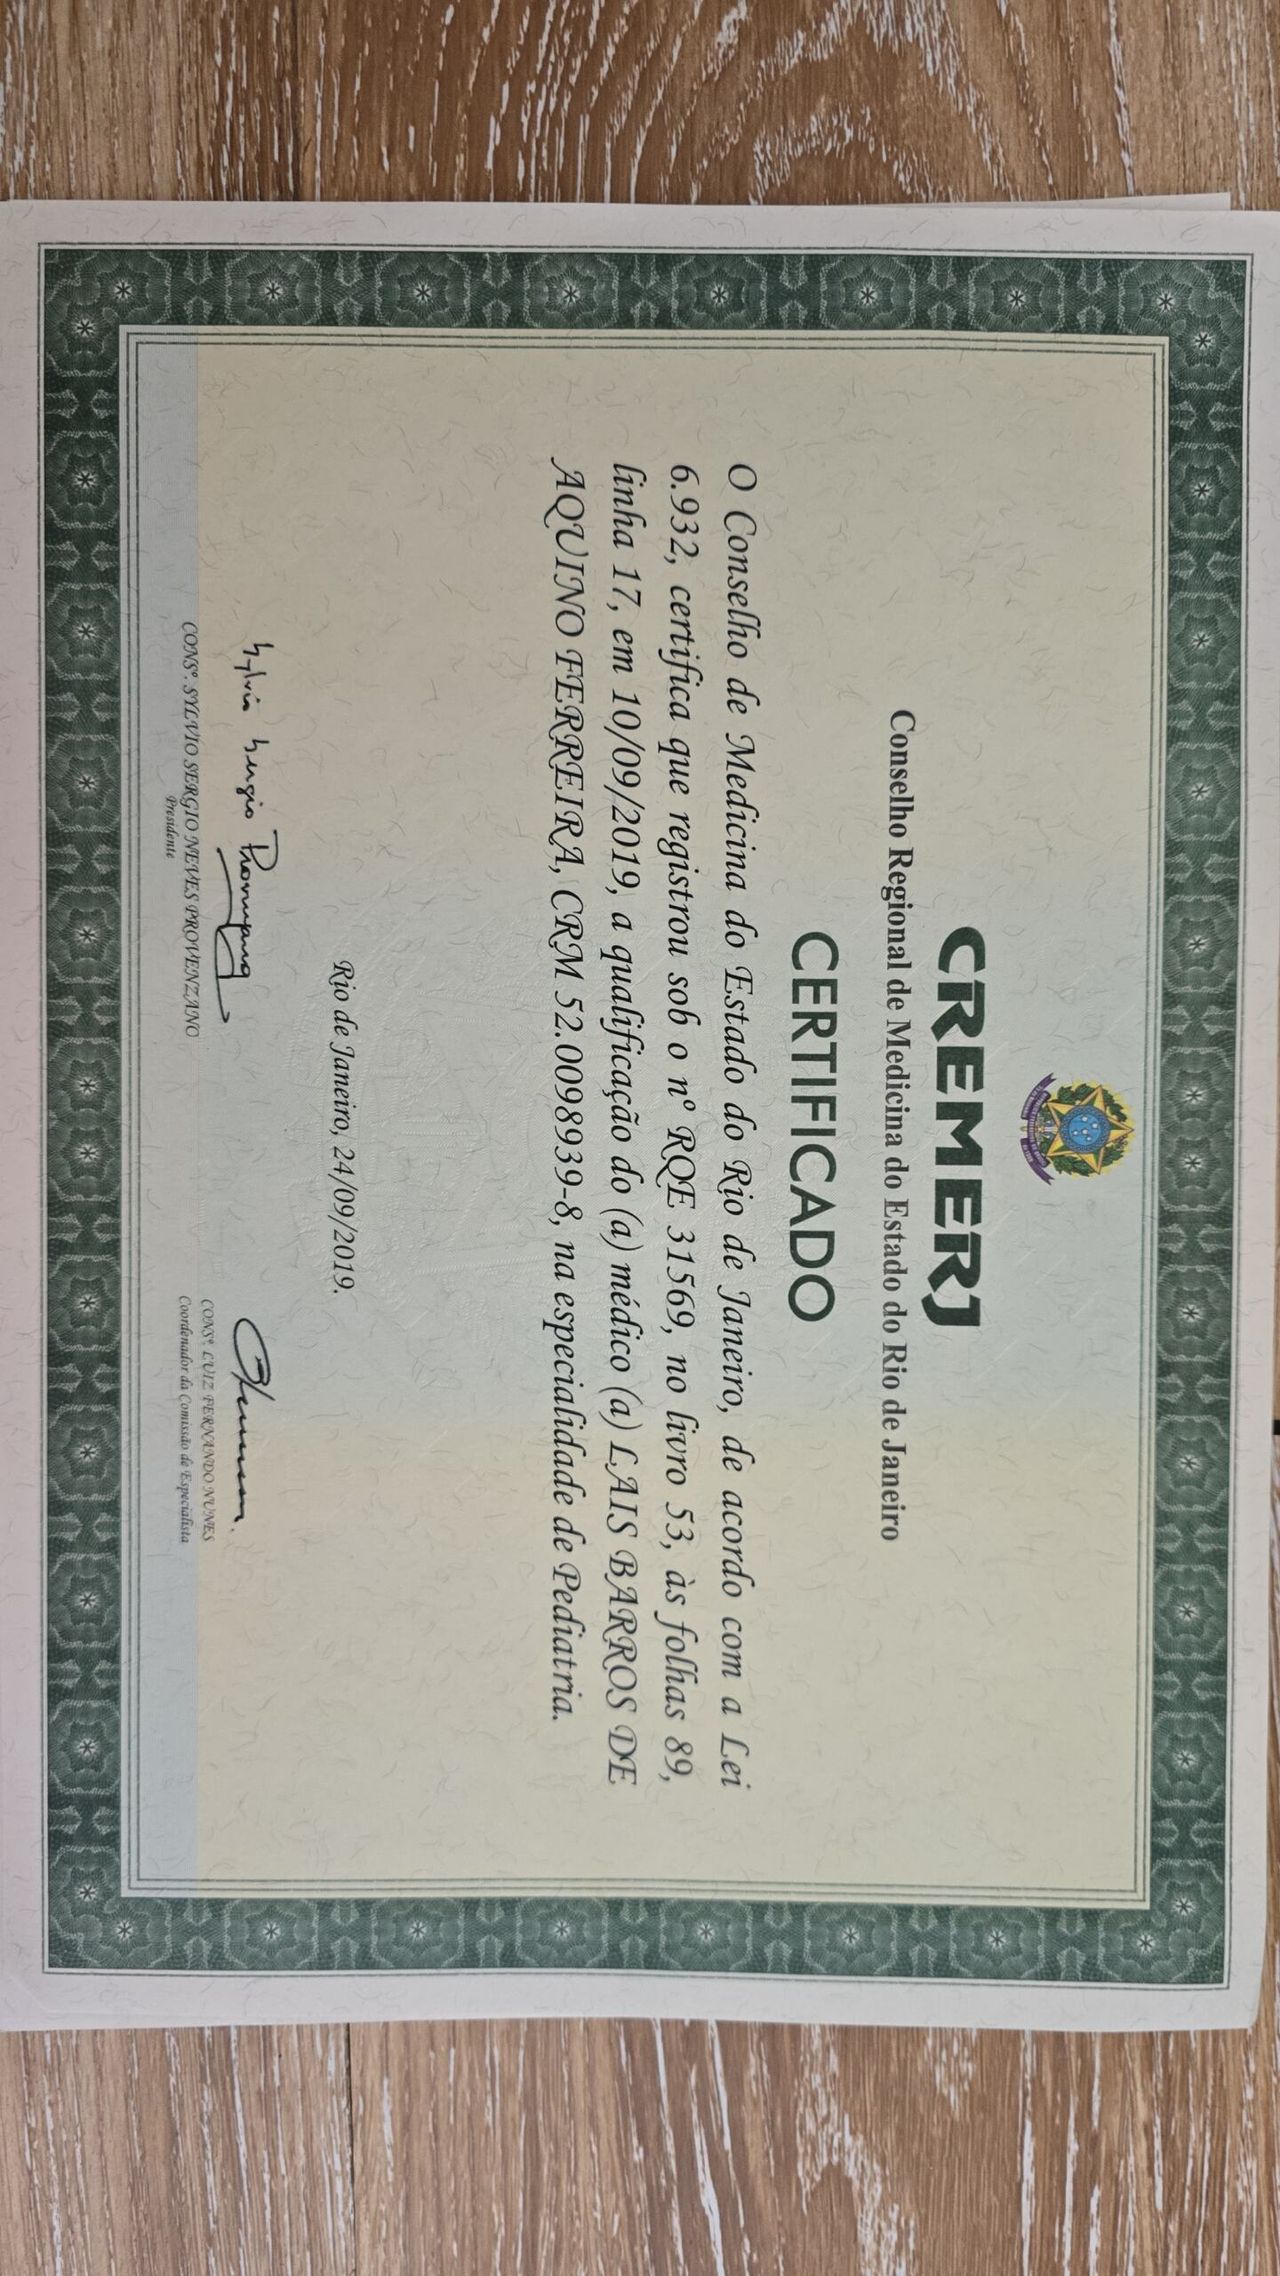 CREMERJ
Conselho Regional de Medicina do Estado do Rio de Janeiro
CERTIFICADO
O Conselho de Medicina do Estado do Rio de Janeiro, de acordo com a Lei
6.932, certifica que registrou sob o nº RQE 31569, no livro 53, às folhas 89,
linha 17, em 10/09/2019, a qualificação do (a) médico (a) LAIS BARROS DE
AQUINO FERREIRA, CRM 52.0098939-8, na especialidade de Pediatria.
Rio de Janeiro, 24/09/2019.
Sylvio Sergio
CONSº. SYLVIO SERGIO NEVES PROVENZANO
Presidente
CONSº. LUIZ FERNANDO NUNES
Coordenador da Comissão de Especialista